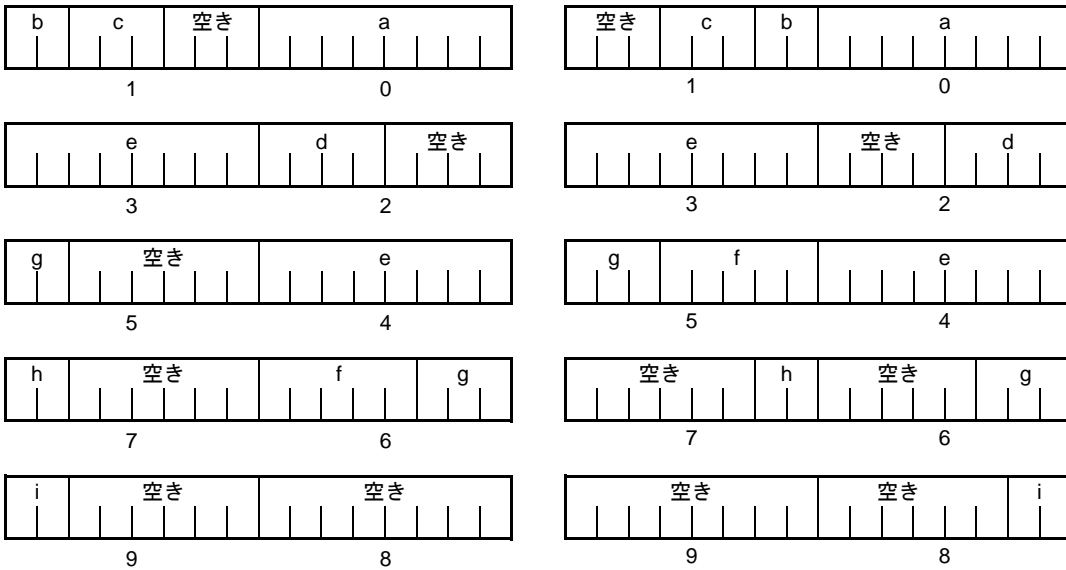 b c 空き a 空き c b a
1 0 1 0
e d 空き e 空き d
3 2 3 2
g 空き e g f e
5 4 5 4
h 空き f g 空き h 空き g
7 6 7 6
i 空き 空き 空き 空き i
9 8 9 8